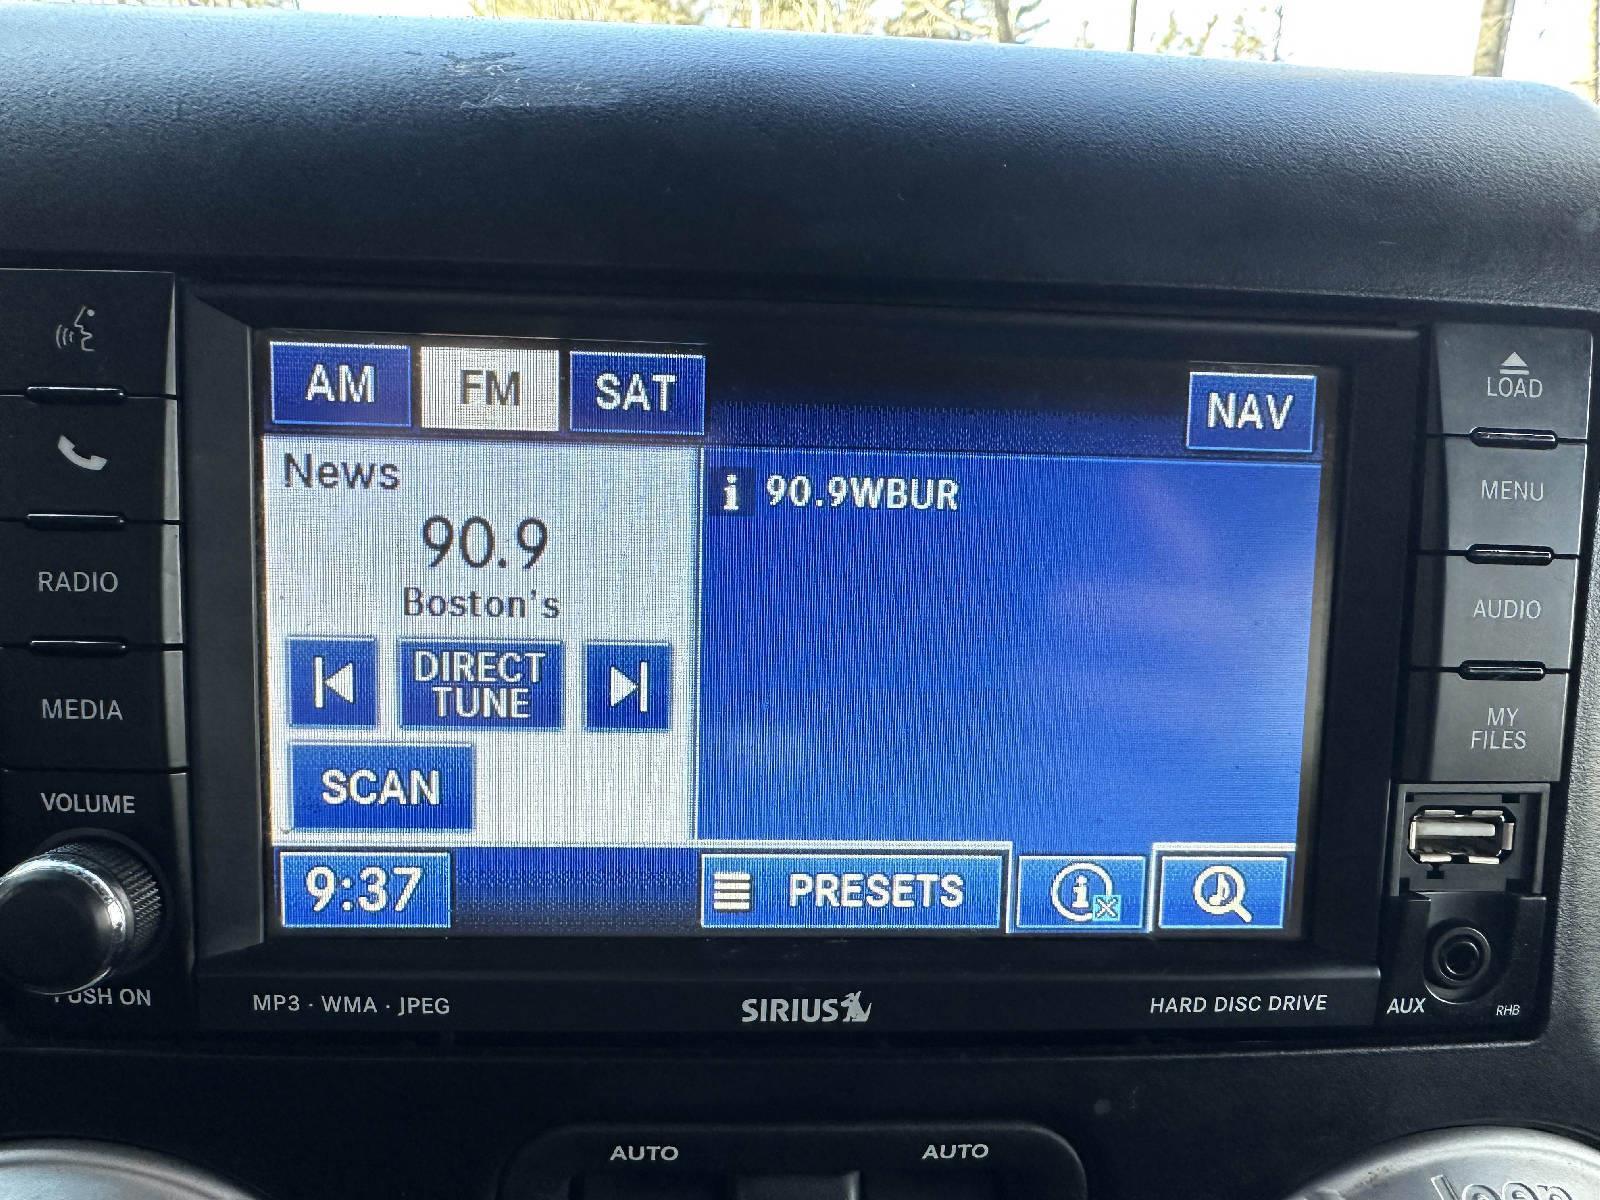 AM FM SAT NAV
News
90.9
Boston's
i 90.9WBUR
DIRECT
TUNE
SCAN
9:37 PRESETS
RADIO
MEDIA
VOLUME
PUSH ON
LOAD
MENU
AUDIO
MY
FILES
MP3 · WMA · JPEG
SIRIUS
HARD DISC DRIVE
AUX
RHB
AUTO AUTO
Jeep